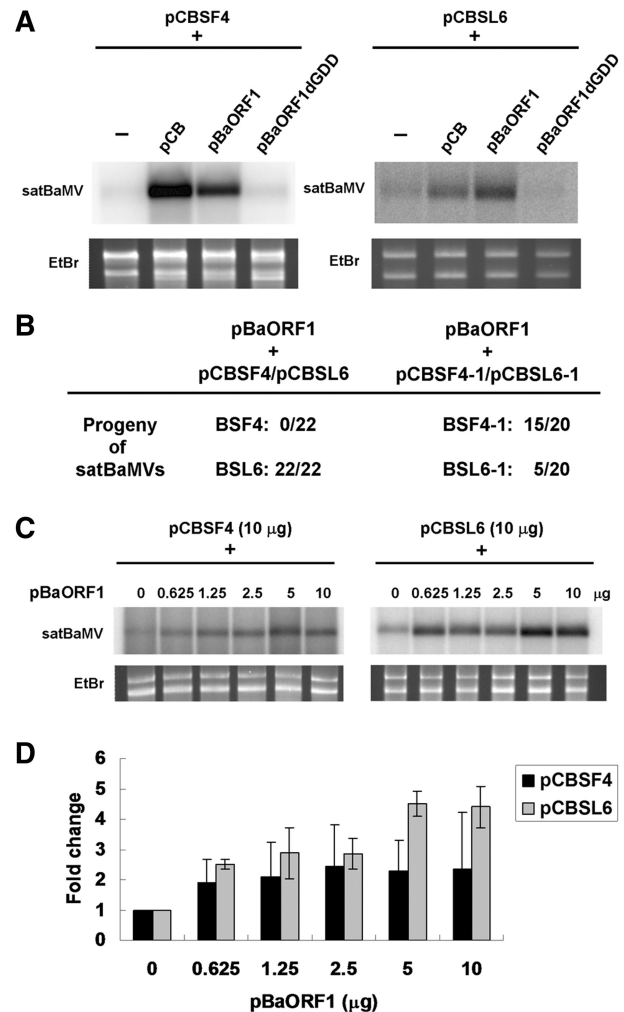 A
pCBSF4
+
– pCB pBaORF1 pBaORF1dGDD
satBaMV
EtBr
pCBSL6
+
– pCB pBaORF1 pBaORF1dGDD
satBaMV
EtBr
B
pBaORF1 pBaORF1
+ +
pCBSF4/pCBSL6 pCBSF4-1/pCBSL6-1
Progeny of satBaMVs
BSF4: 0/22 BSF4-1: 15/20
BSL6: 22/22 BSL6-1: 5/20
C
pCBSF4 (10 μg)
+
pBaORF1 0 0.625 1.25 2.5 5 10
satBaMV
EtBr
pCBSL6 (10 μg)
+
0 0.625 1.25 2.5 5 10 μg
D
Fold change
6
5
4
3
2
1
0
0 0.625 1.25 2.5 5 10
pBaORF1 (μg)
pCBSF4
pCBSL6